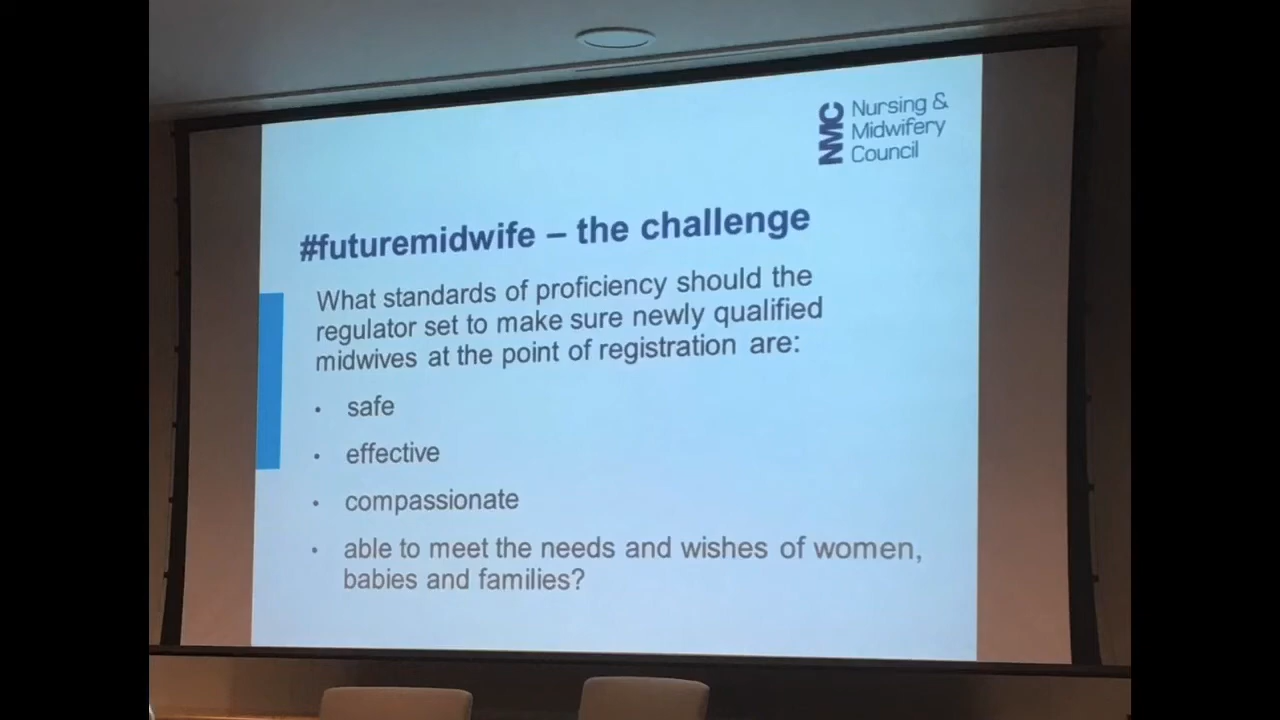 NMC
Nursing &
Midwifery
Council
#futuremidwife – the challenge
What standards of proficiency should the
regulator set to make sure newly qualified
midwives at the point of registration are:
• safe
• effective
• compassionate
• able to meet the needs and wishes of women,
babies and families?